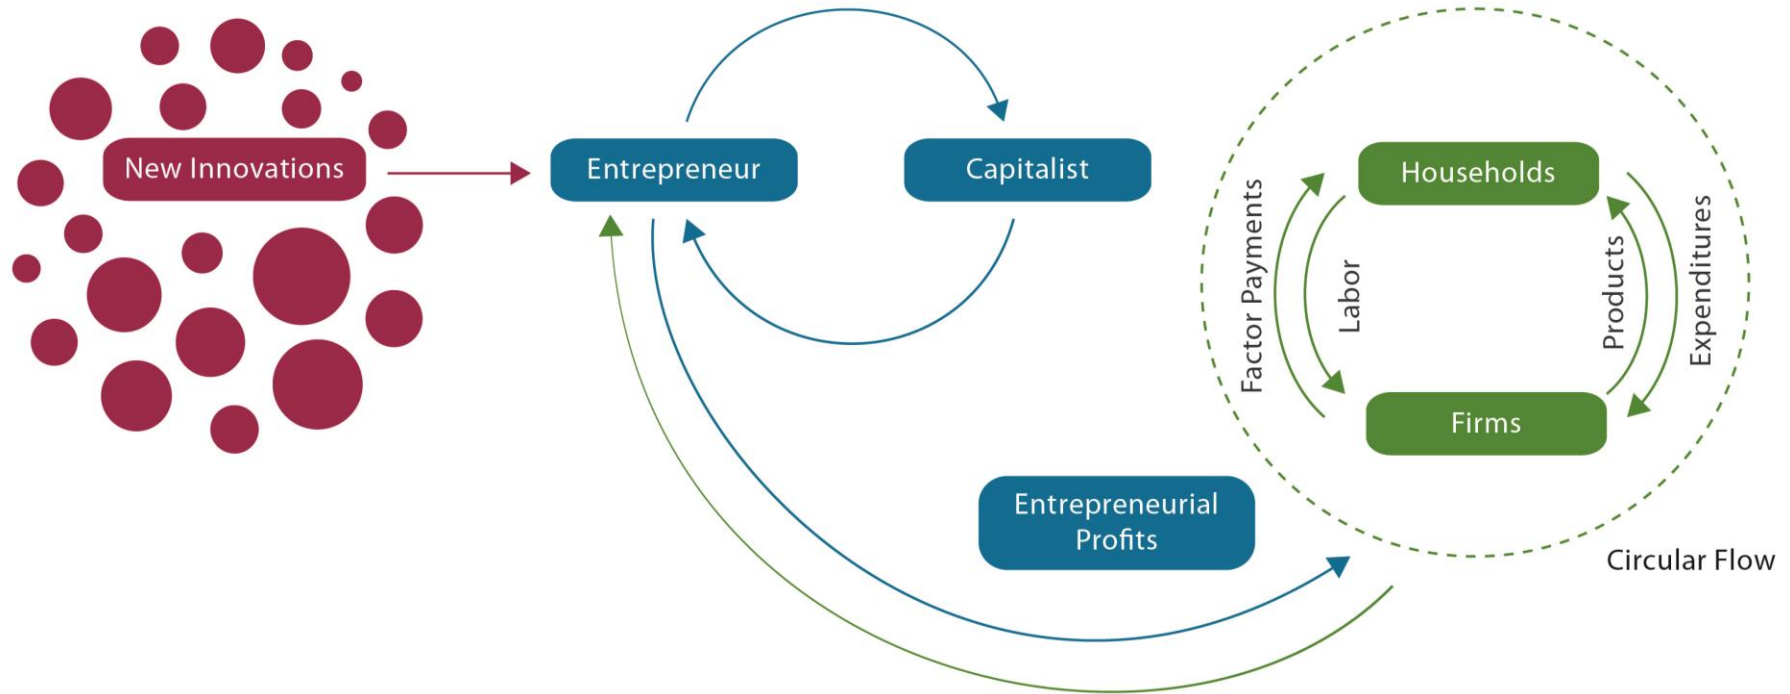 New Innovations
Entrepreneur
Capitalist
Households
Factor Payments
Labor
Products
Expenditures
Firms
Entrepreneurial
Profits
Circular Flow